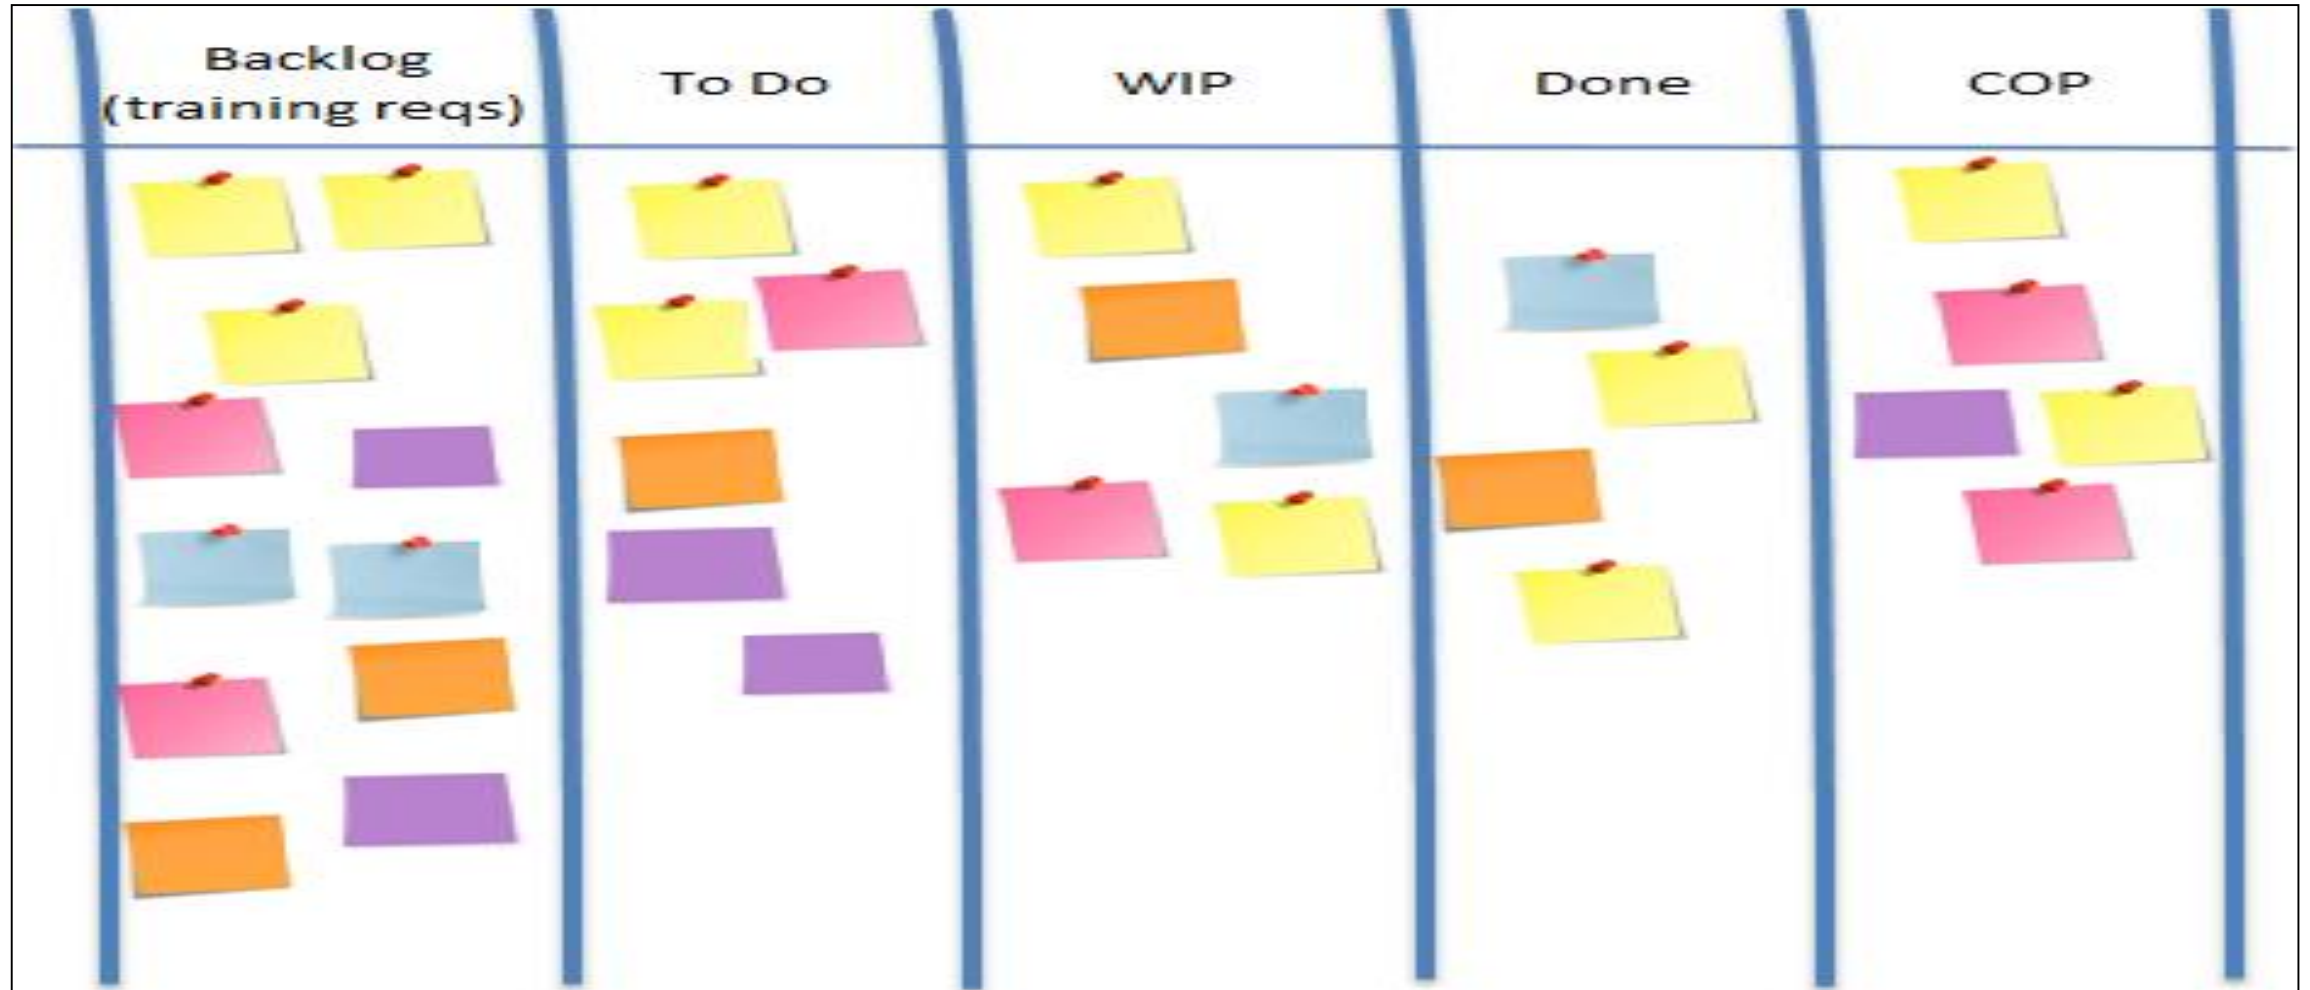 Backlog
(training reqs)
To Do
WIP
Done
COP